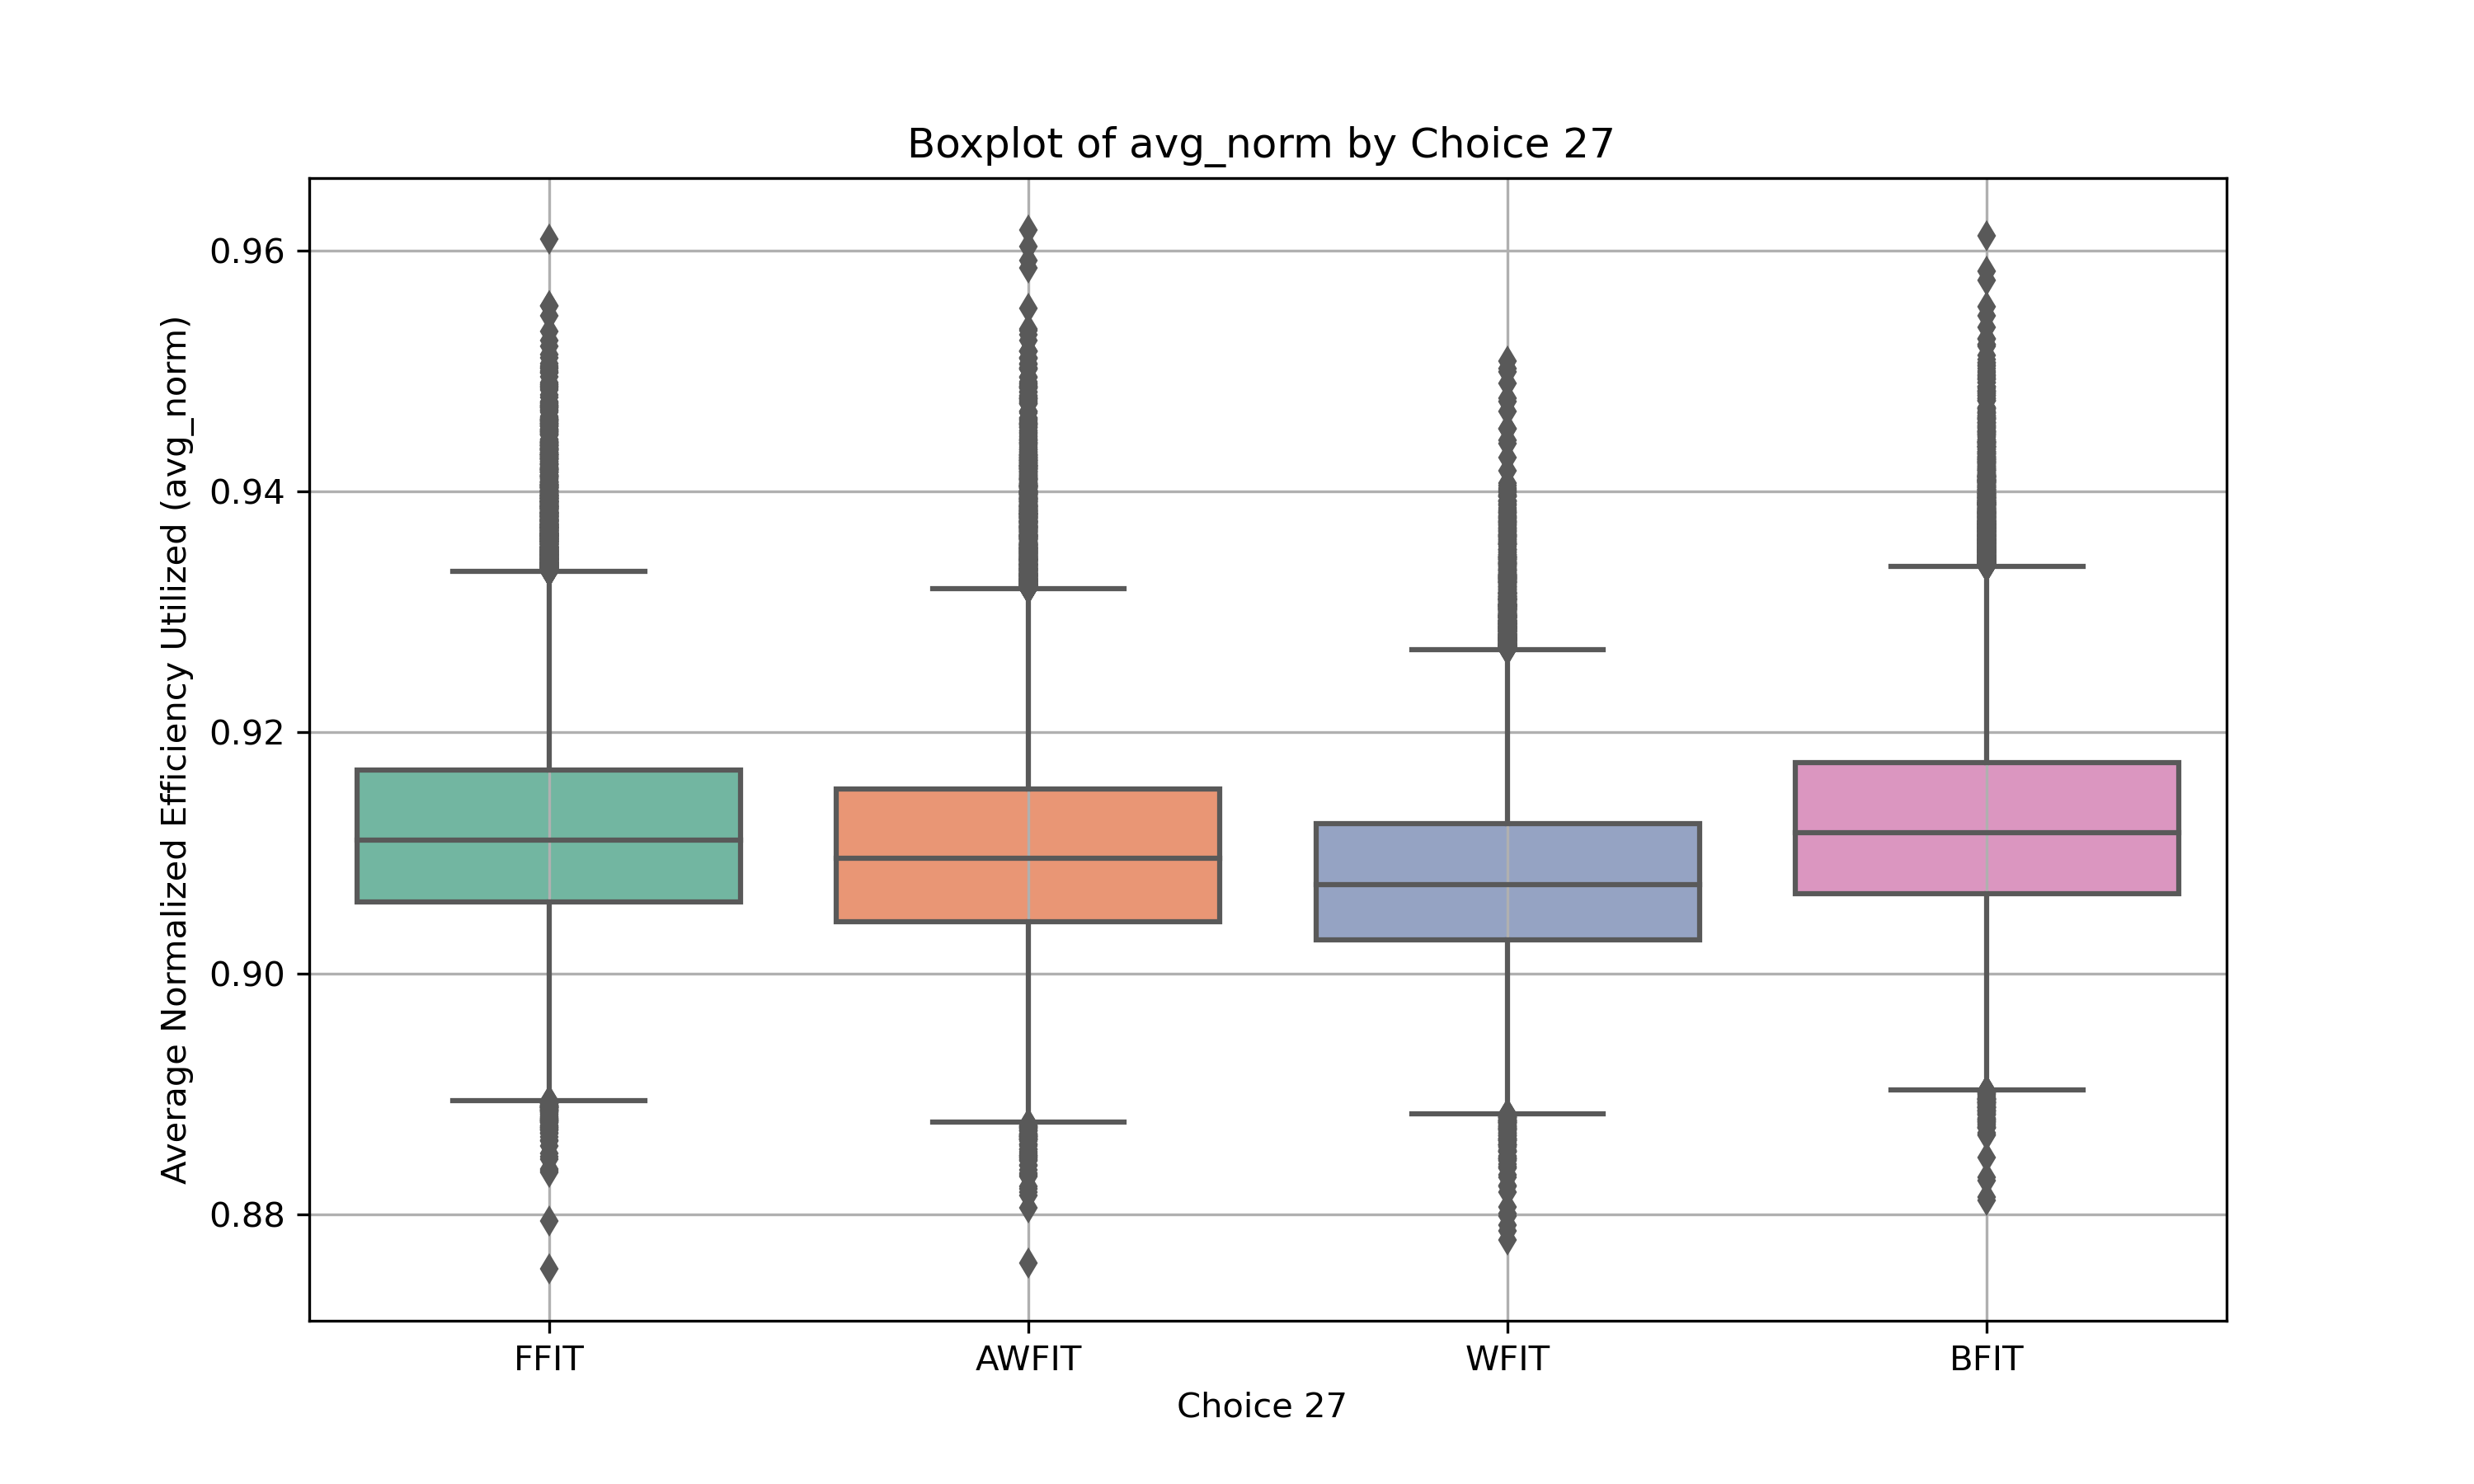 Boxplot of avg_norm by Choice 27
Average Normalized Efficiency Utilized (avg_norm)
0.96
0.94
0.92
0.90
0.88
FFIT
AWFIT
WFIT
BFIT
Choice 27